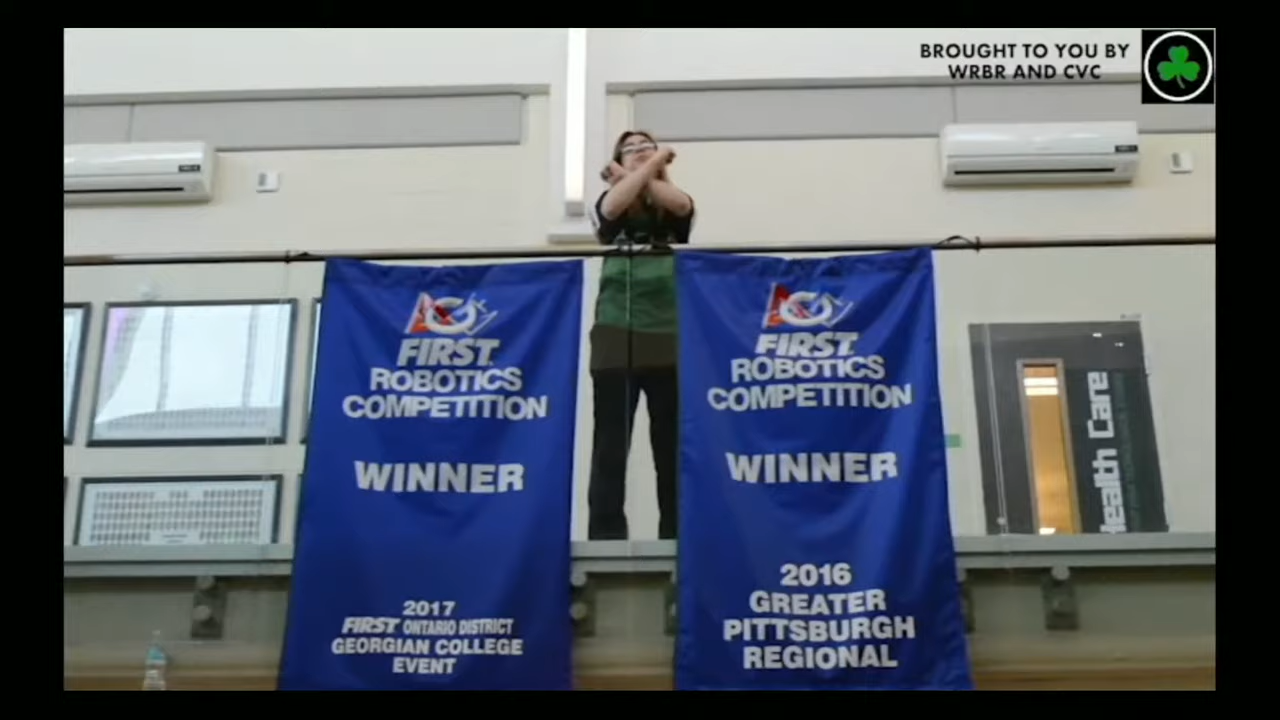 BROUGHT TO YOU BY
WRBR AND CVC
FIRST
ROBOTICS
COMPETITION
WINNER
2017
FIRST ONTARIO DISTRICT
GEORGIAN COLLEGE
EVENT
FIRST
ROBOTICS
COMPETITION
WINNER
2016
GREATER
PITTSBURGH
REGIONAL
Health Care